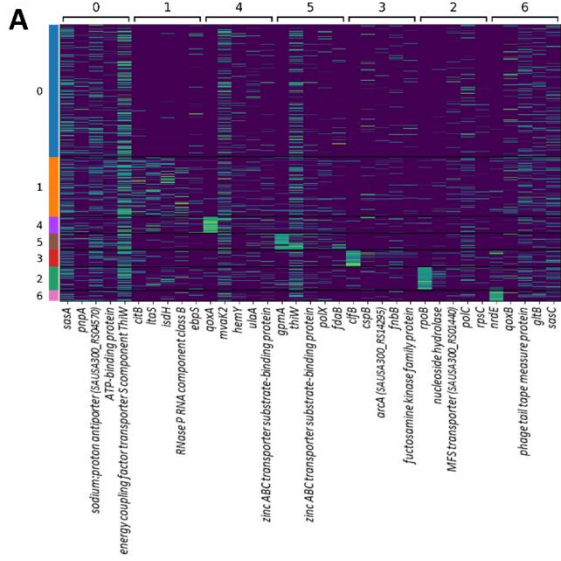 A
0 1 4 5 3 2 6
0
1
4
5
3
2
6
sasA
pnpA
sodium:proton antiporter (SAUSA300_RS04570)
ATP-binding protein
energy coupling factor transporter S component ThiW
citB
ltaS
isdH
RNase P RNA component class B
ebpS
qoxA
mvaK2
hemY
zinc ABC transporter substrate-binding protein
gpmA
thiW
zinc ABC transporter substrate-binding protein
polX
fdaB
clfB
cspB
arcA (SAUSA300_RS14295)
fnbB
fuctosamine kinase family protein
rpoB
nucleoside hydrolase
MFS transporter (SAUSA300_RS01440)
polC
rpsC
nrdE
qoxB
phage tail tape measure protein
gltB
sasC